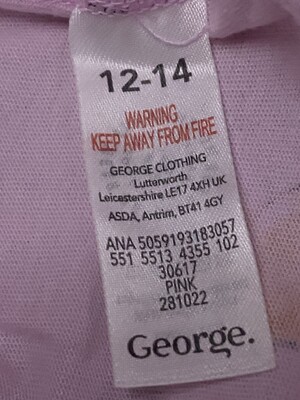 12-14
WARNING
KEEP AWAY FROM FIRE
GEORGE CLOTHING
Lutterworth
Leicestershire LE17 4XH UK
ASDA, Antrim, BT41 4GY
ANA 5059193183057
551 5513 4355 102
30617
PINK
281022
George.